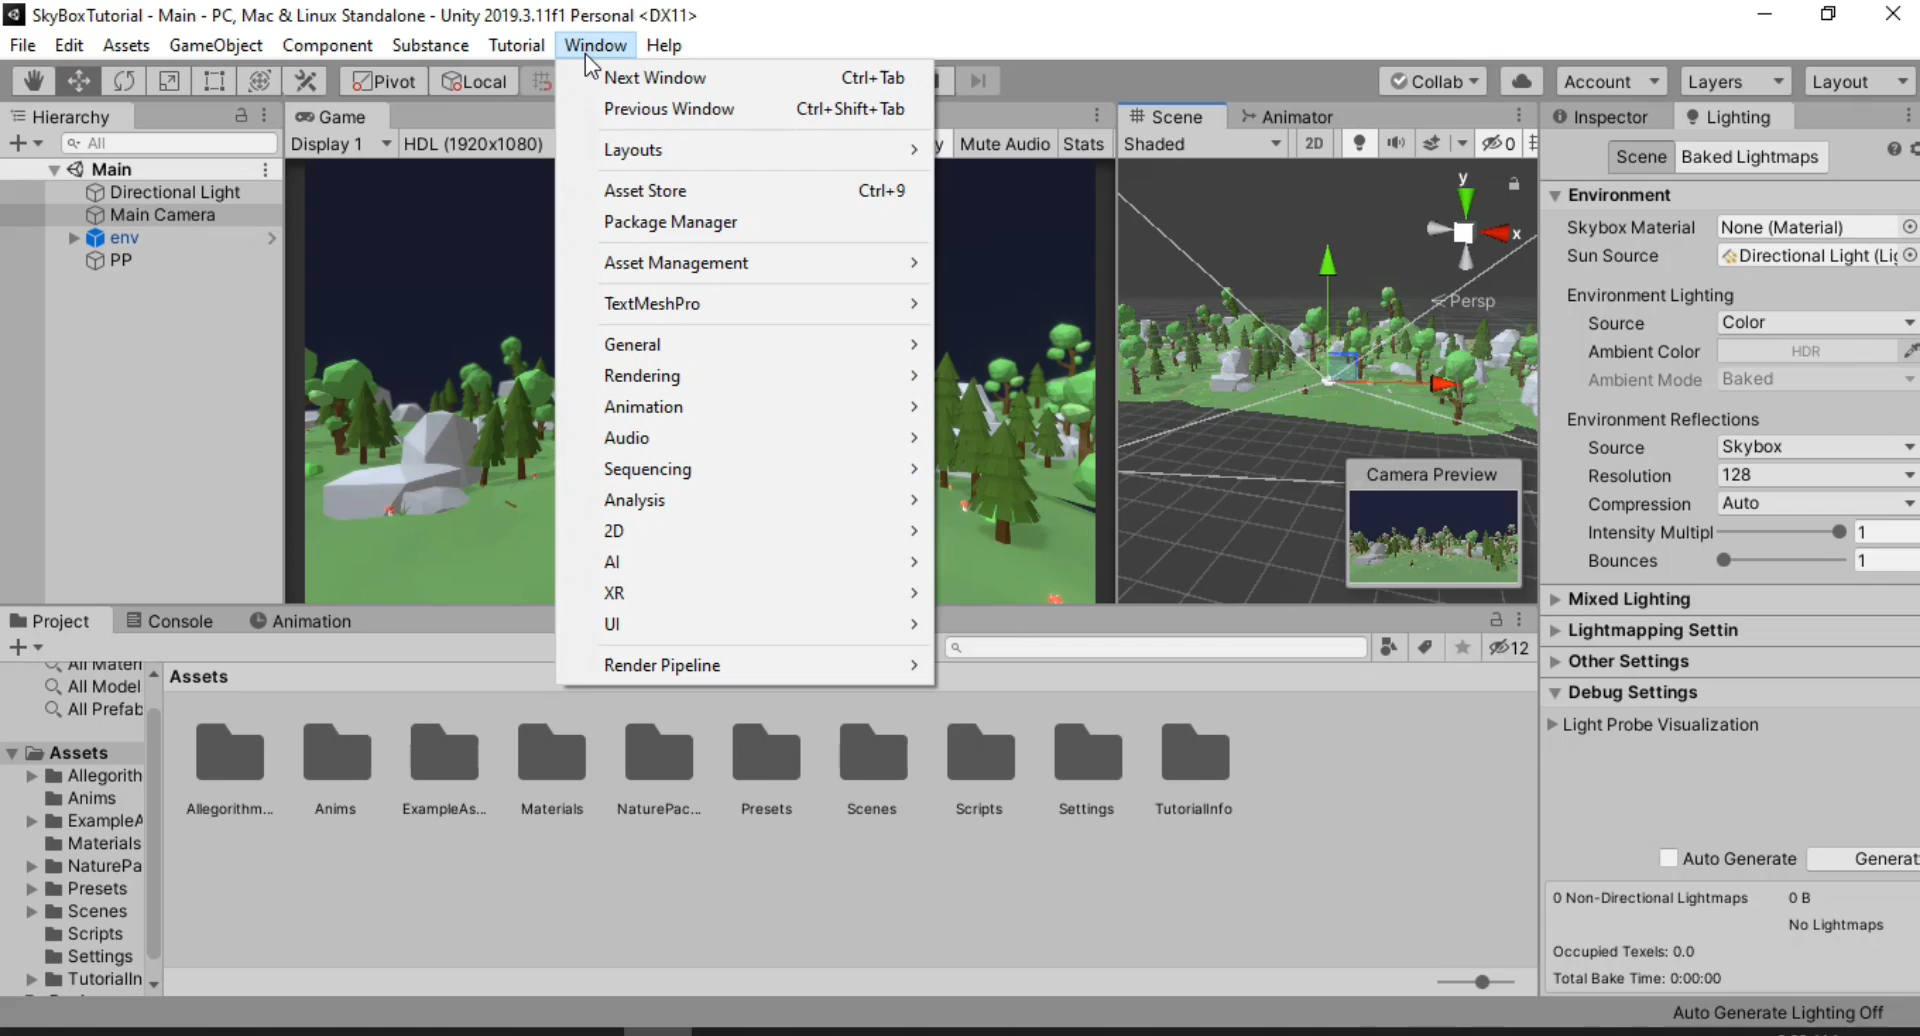 SkyBoxTutorial - Main - PC, Mac & Linux Standalone - Unity 2019.3.11f1 Personal <DX11>
File Edit Assets GameObject Component Substance Tutorial Window Help
Pivot Local Collab Account Layers Layout
Next Window Ctrl+Tab
Previous Window Ctrl+Shift+Tab
Layouts
Asset Store Ctrl+9
Package Manager
Asset Management
TextMeshPro
General
Rendering
Animation
Audio
Sequencing
Analysis
2D
AI
XR
UI
Render Pipeline
Hierarchy
All
Main
Directional Light
Main Camera
env
PP
Game
Display 1 HDL (1920x1080)
y Mute Audio Stats
Scene Animator
Shaded 2D 0
y
x
Persp
Camera Preview
Inspector Lighting
Scene Baked Lightmaps
Environment
Skybox Material None (Material)
Sun Source Directional Light (Lig
Environment Lighting
Source Color
Ambient Color HDR
Ambient Mode Baked
Environment Reflections
Source Skybox
Resolution 128
Compression Auto
Intensity Multipl 1
Bounces 1
Mixed Lighting
Lightmapping Settin
Other Settings
Debug Settings
Light Probe Visualization
Auto Generate Generat
0 Non-Directional Lightmaps 0 B
No Lightmaps
Occupied Texels: 0.0
Total Bake Time: 0:00:00
Auto Generate Lighting Off
Project Console Animation
12
All Materi
All Model
All Prefab
Assets
Allegorith
Anims
ExampleA
Materials
NaturePa
Presets
Scenes
Scripts
Settings
TutorialIn
Assets
Allegorithm... Anims ExampleAs... Materials NaturePac... Presets Scenes Scripts Settings TutorialInfo